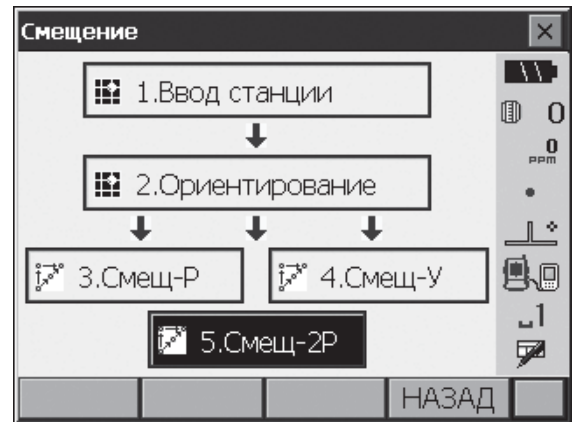 Смещение
1.Ввод станции
0
0
ppm
2.Ориентирование
3.Смещ-Р
4.Смещ-У
1
5.Смещ-2Р
НАЗАД